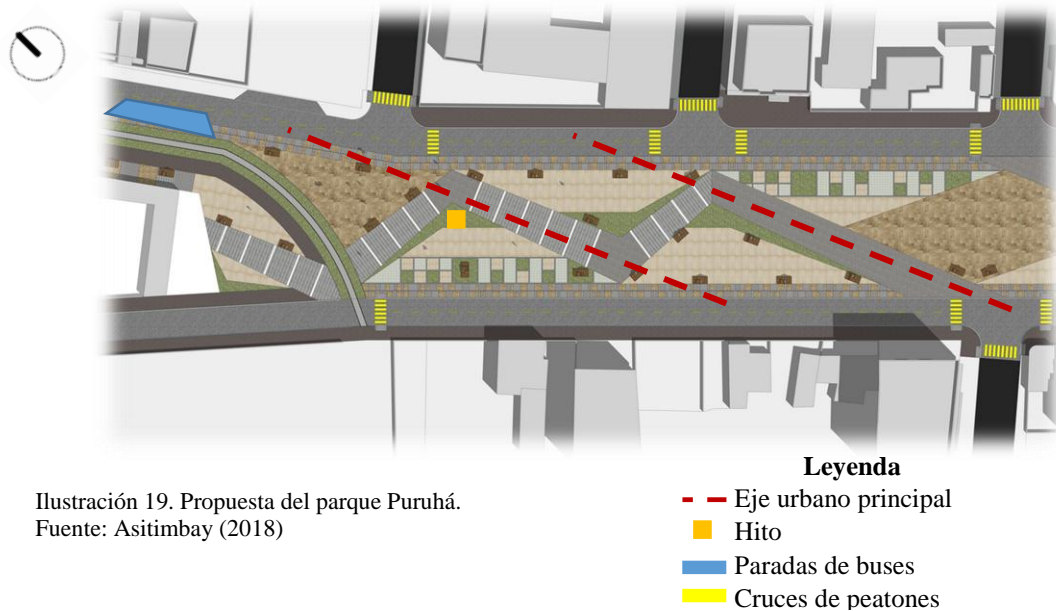 Ilustración 19. Propuesta del parque Puruhá.
Fuente: Asitimbay (2018)
Leyenda
Eje urbano principal
Hito
Paradas de buses
Cruces de peatones